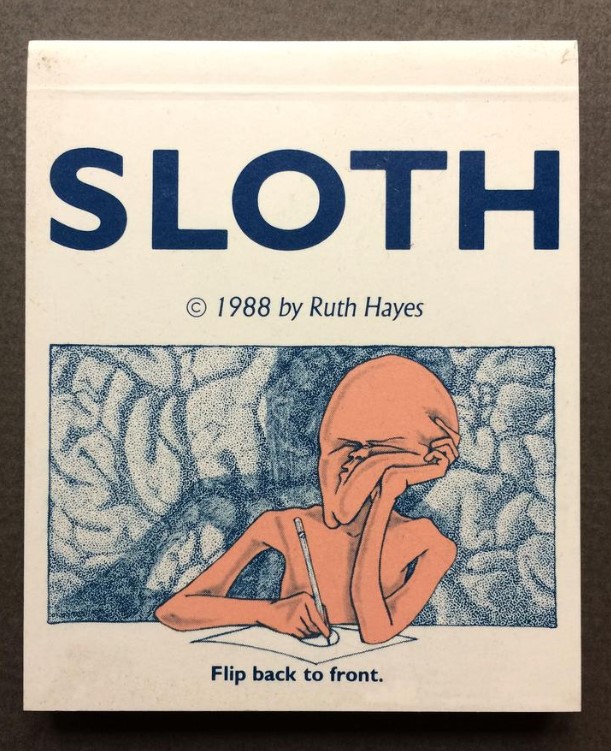 SLOTH
© 1988 by Ruth Hayes
Flip back to front.